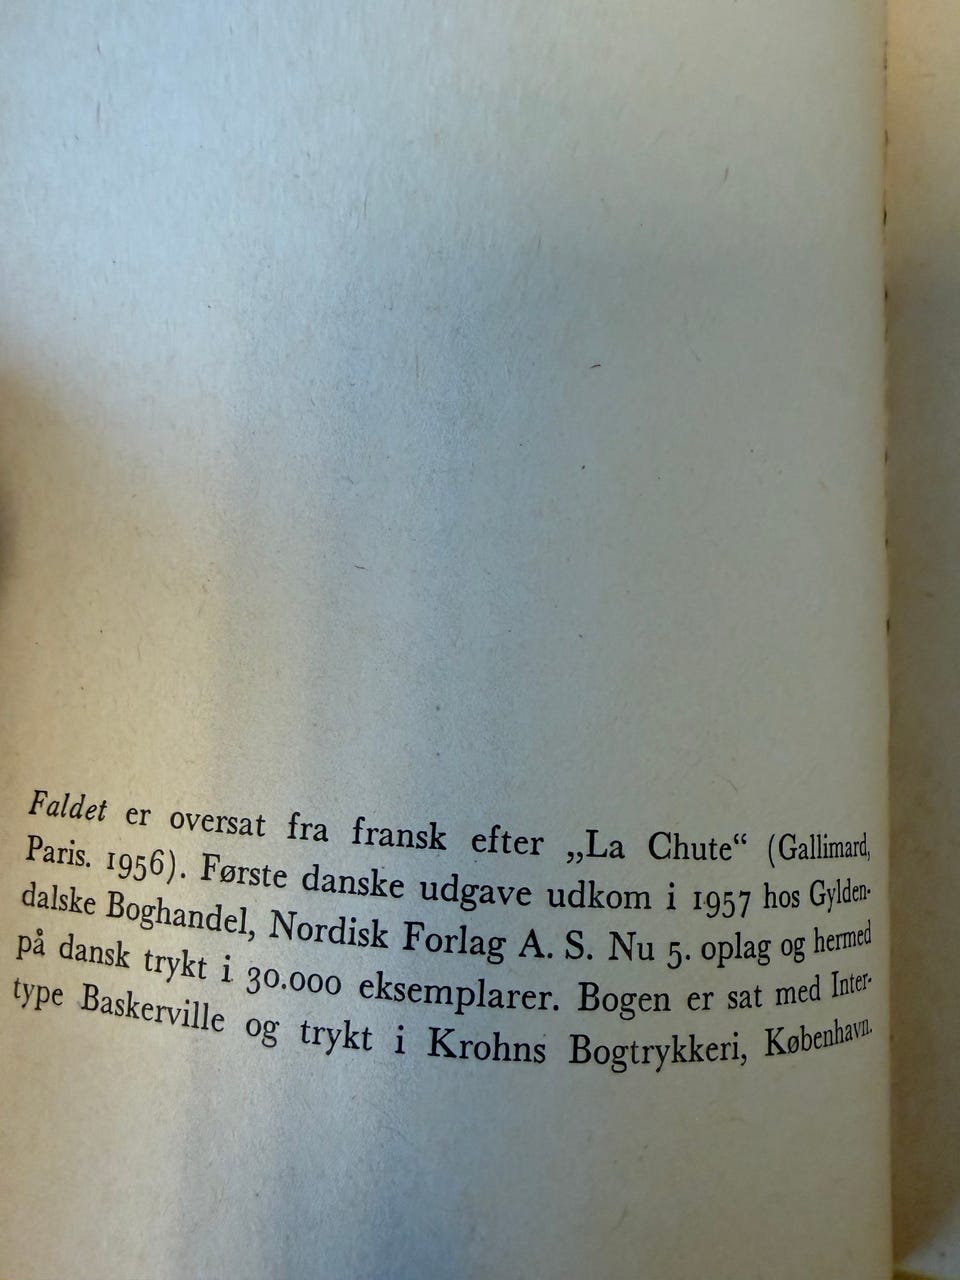 Faldet er oversat fra fransk efter „La Chute“ (Gallimard,
Paris. 1956). Første danske udgave udkom i 1957 hos Gylden-
dalske Boghandel, Nordisk Forlag A. S. Nu 5. oplag og hermed
på dansk trykt i 30.000 eksemplarer. Bogen er sat med Inter-
type Baskerville og trykt i Krohns Bogtrykkeri, København.